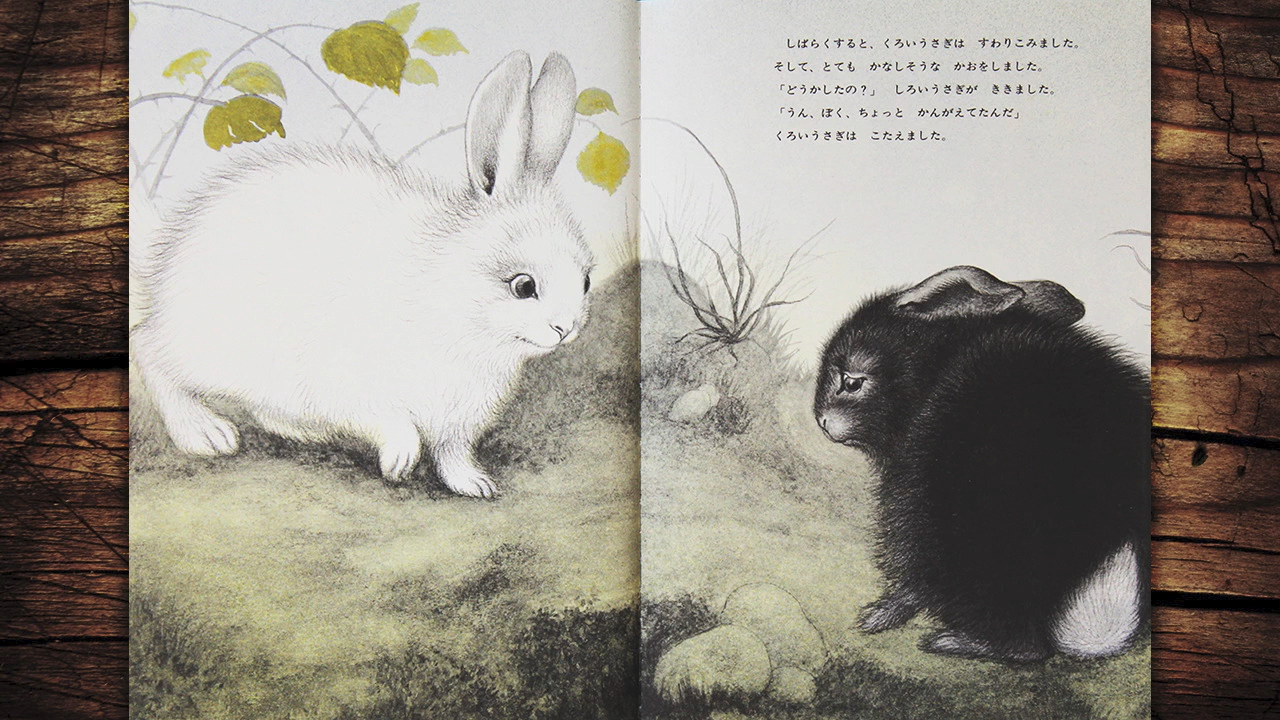 しばらくすると、くろいうさぎは　すわりこみました。
そして、とても　かなしそうな　かおをしました。
「どうかしたの？」　しろいうさぎが　ききました。
「うん、ぼく、ちょっと　かんがえてたんだ」
くろいうさぎは　こたえました。